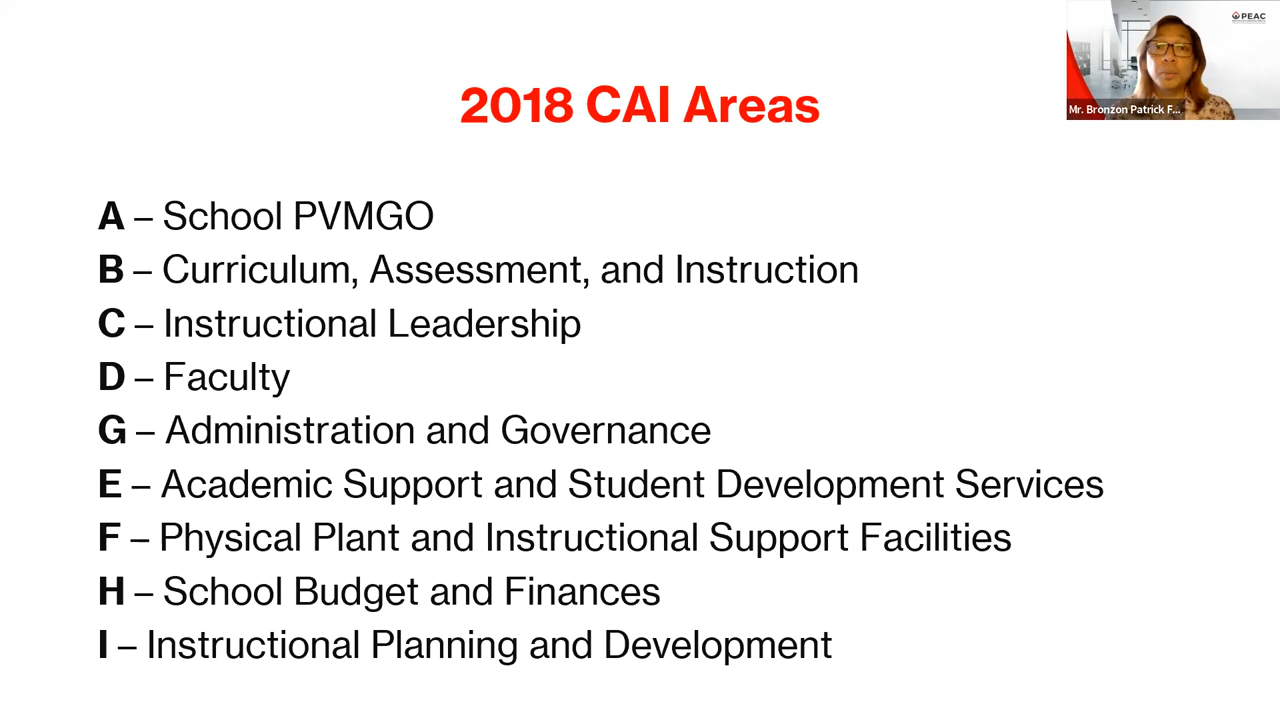 PEAC
Mr. Bronzon Patrick F...
2018 CAI Areas
A – School PVMGO
B – Curriculum, Assessment, and Instruction
C – Instructional Leadership
D – Faculty
G – Administration and Governance
E – Academic Support and Student Development Services
F – Physical Plant and Instructional Support Facilities
H – School Budget and Finances
I – Instructional Planning and Development